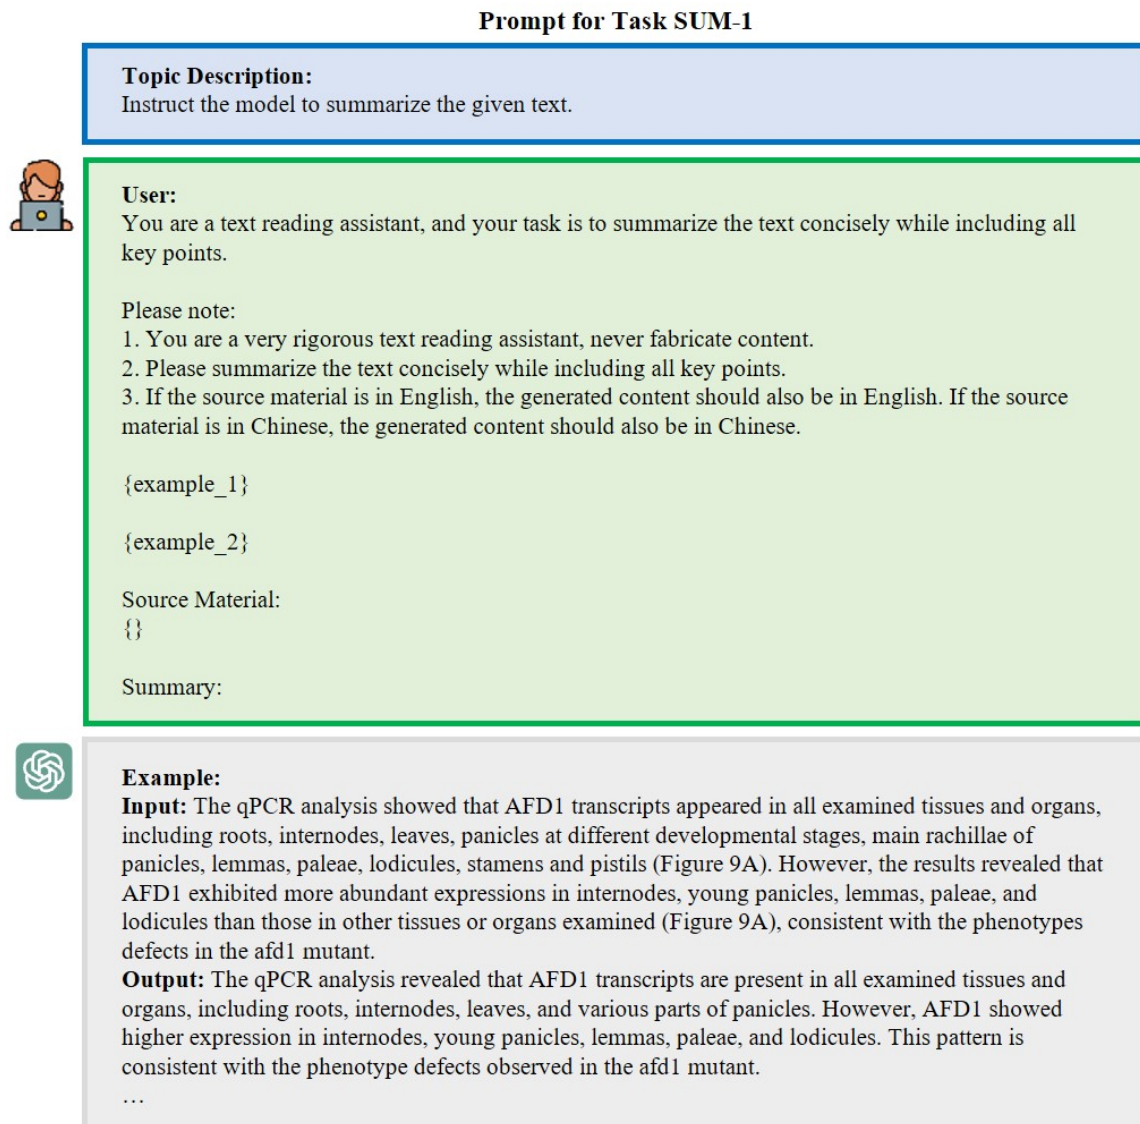 Prompt for Task SUM-1
Topic Description:
Instruct the model to summarize the given text.
User:
You are a text reading assistant, and your task is to summarize the text concisely while including all
key points.
Please note:
1. You are a very rigorous text reading assistant, never fabricate content.
2. Please summarize the text concisely while including all key points.
3. If the source material is in English, the generated content should also be in English. If the source
material is in Chinese, the generated content should also be in Chinese.
{example_1}
{example_2}
Source Material:
{}
Summary:
Example:
Input: The qPCR analysis showed that AFD1 transcripts appeared in all examined tissues and organs,
including roots, internodes, leaves, panicles at different developmental stages, main rachillae of
panicles, lemmas, paleae, lodicules, stamens and pistils (Figure 9A). However, the results revealed that
AFD1 exhibited more abundant expressions in internodes, young panicles, lemmas, paleae, and
lodicules than those in other tissues or organs examined (Figure 9A), consistent with the phenotypes
defects in the afd1 mutant.
Output: The qPCR analysis revealed that AFD1 transcripts are present in all examined tissues and
organs, including roots, internodes, leaves, and various parts of panicles. However, AFD1 showed
higher expression in internodes, young panicles, lemmas, paleae, and lodicules. This pattern is
consistent with the phenotype defects observed in the afd1 mutant.
…